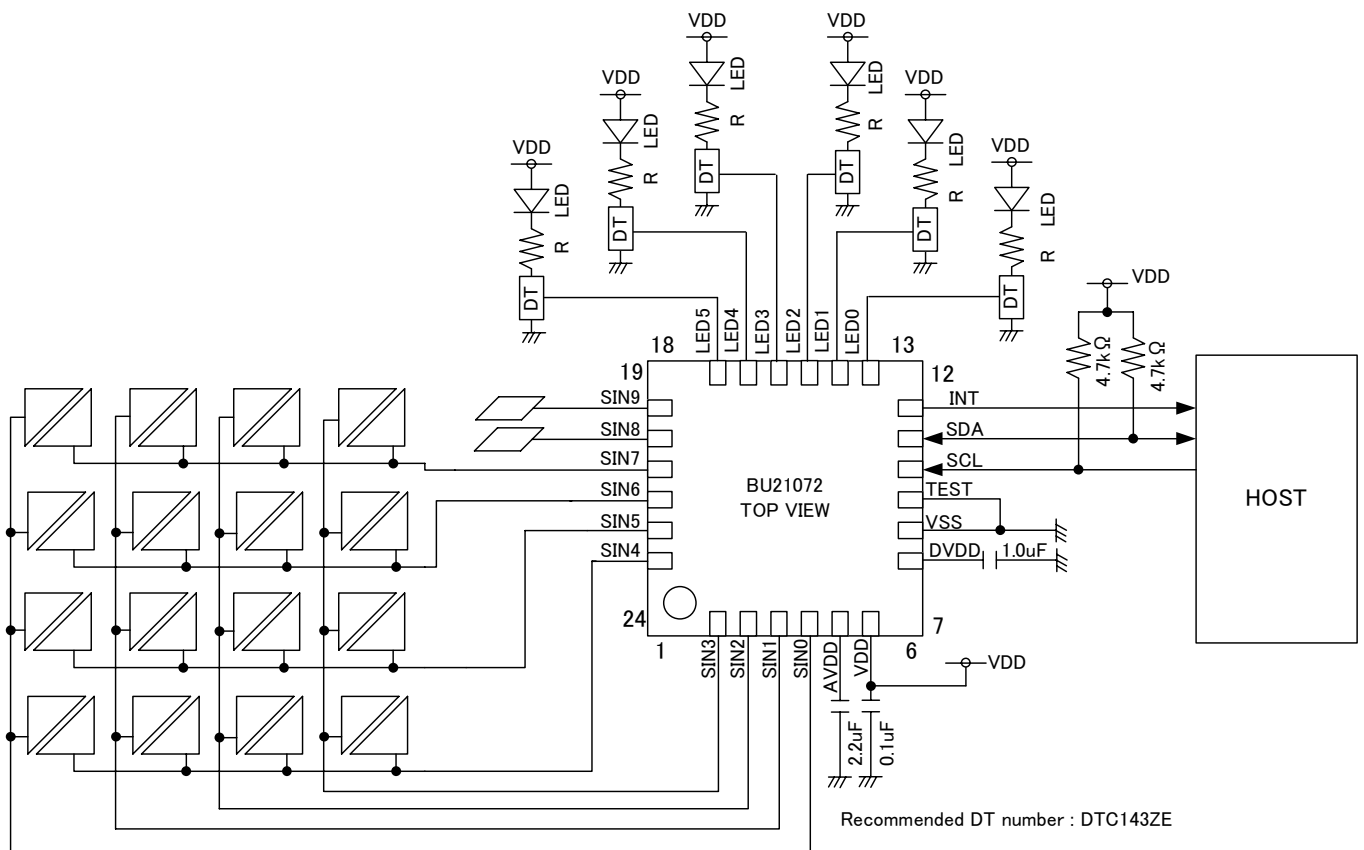 VDD
LED
R
DT
VDD
LED
R
DT
VDD
LED
R
DT
VDD
LED
R
DT
VDD
LED
R
DT
VDD
LED
R
DT
LED5
LED4
LED3
LED2
LED1
LED0
18
13
19
12
VDD
4.7kΩ
4.7kΩ
SIN9
SIN8
SIN7
SIN6
SIN5
SIN4
BU21072
TOP VIEW
INT
SDA
SCL
TEST
VSS
DVDD
1.0uF
HOST
24
7
1
6
SIN3
SIN2
SIN1
SIN0
AVDD
VDD
VDD
2.2uF
0.1uF
Recommended DT number : DTC143ZE